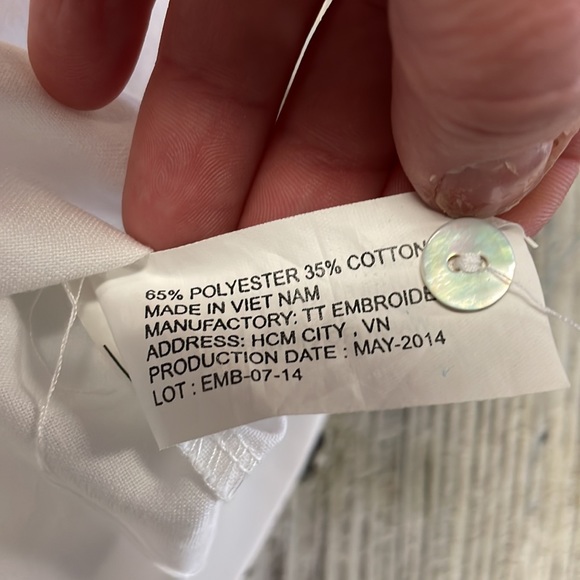 65% POLYESTER 35% COTTON
MADE IN VIET NAM
MANUFACTORY: TT
ADDRESS: HCM CITY , VN
PRODUCTION DATE : MAY-2014
LOT : EMB-07-14